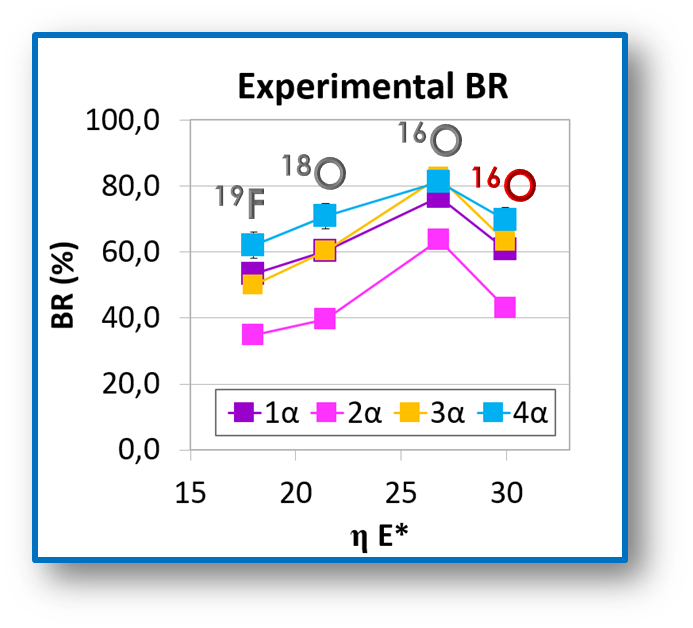 Experimental BR
100,0
80,0
60,0
40,0
20,0
0,0
BR (%)
¹⁹F
¹⁸O
¹⁶O
¹⁶O
1α 2α 3α 4α
15 20 25 30
η E*